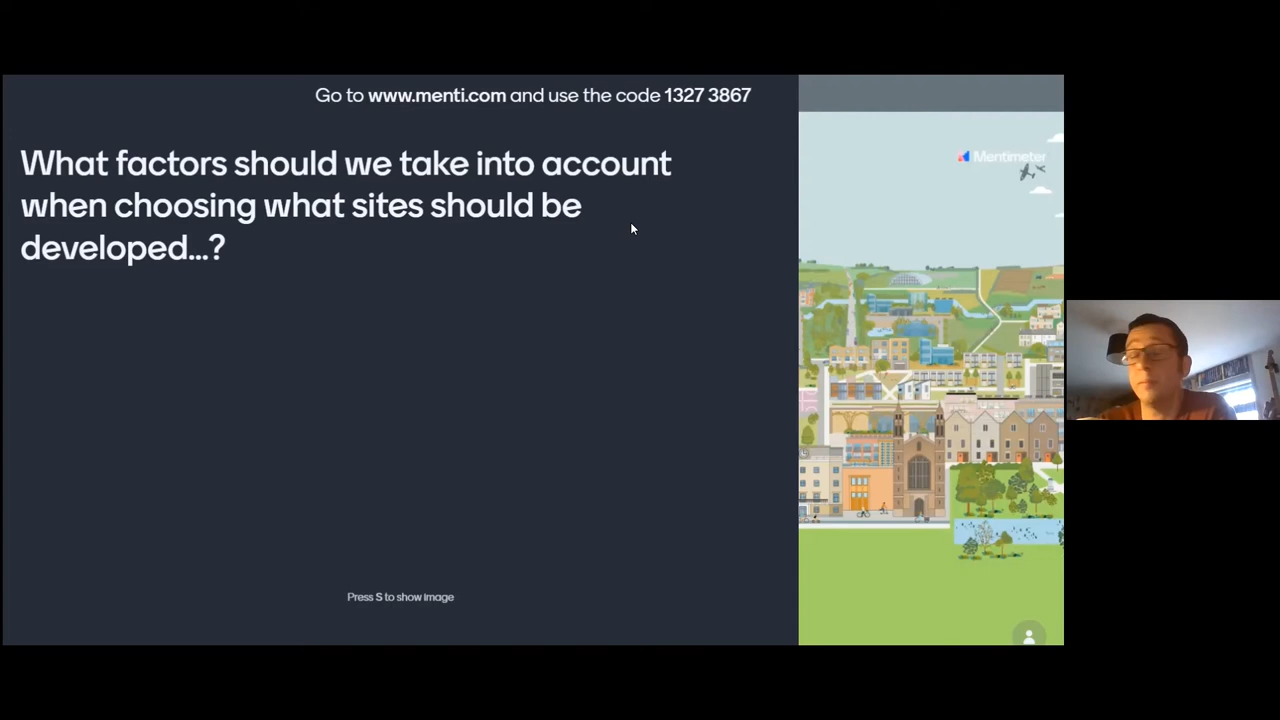 Go to www.menti.com and use the code 1327 3867
Mentimeter
What factors should we take into account
when choosing what sites should be
developed...?
Press S to show image